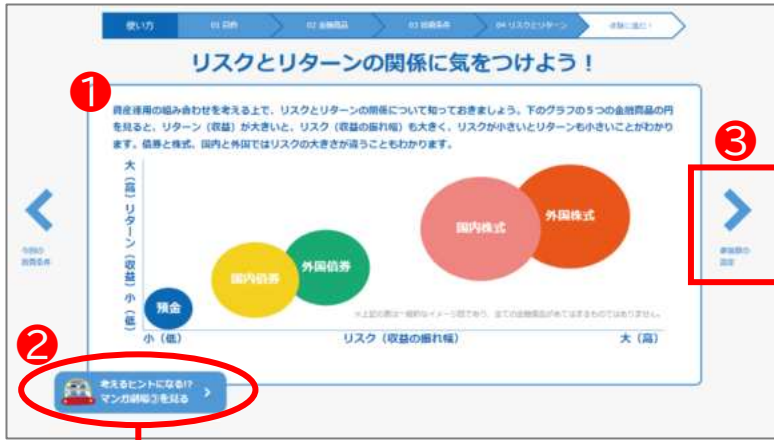 使い方
01 目的
02 金融商品
03 投資条件
04 リスクとリターン
リスクとリターンの関係に気をつけよう！
1
資産運用の組み合わせを考える上で、リスクとリターンの関係について知っておきましょう。下のグラフの５つの金融商品の円
を見ると、リターン（収益）が大きいと、リスク（収益の振れ幅）も大きく、リスクが小さいとリターンも小さいことがわかり
ます。債券と株式、国内と外国ではリスクの大きさが違うこともわかります。
大（高）リターン（収益）小（低）
預金
国内債券
外国債券
国内株式
外国株式
※上記の図は一般的なイメージ図であり、全ての金融商品があてはまるものではありません。
小（低）
リスク（収益の振れ幅）
大（高）
2
考えるヒントになる!?
マンガ劇場③を見る
3